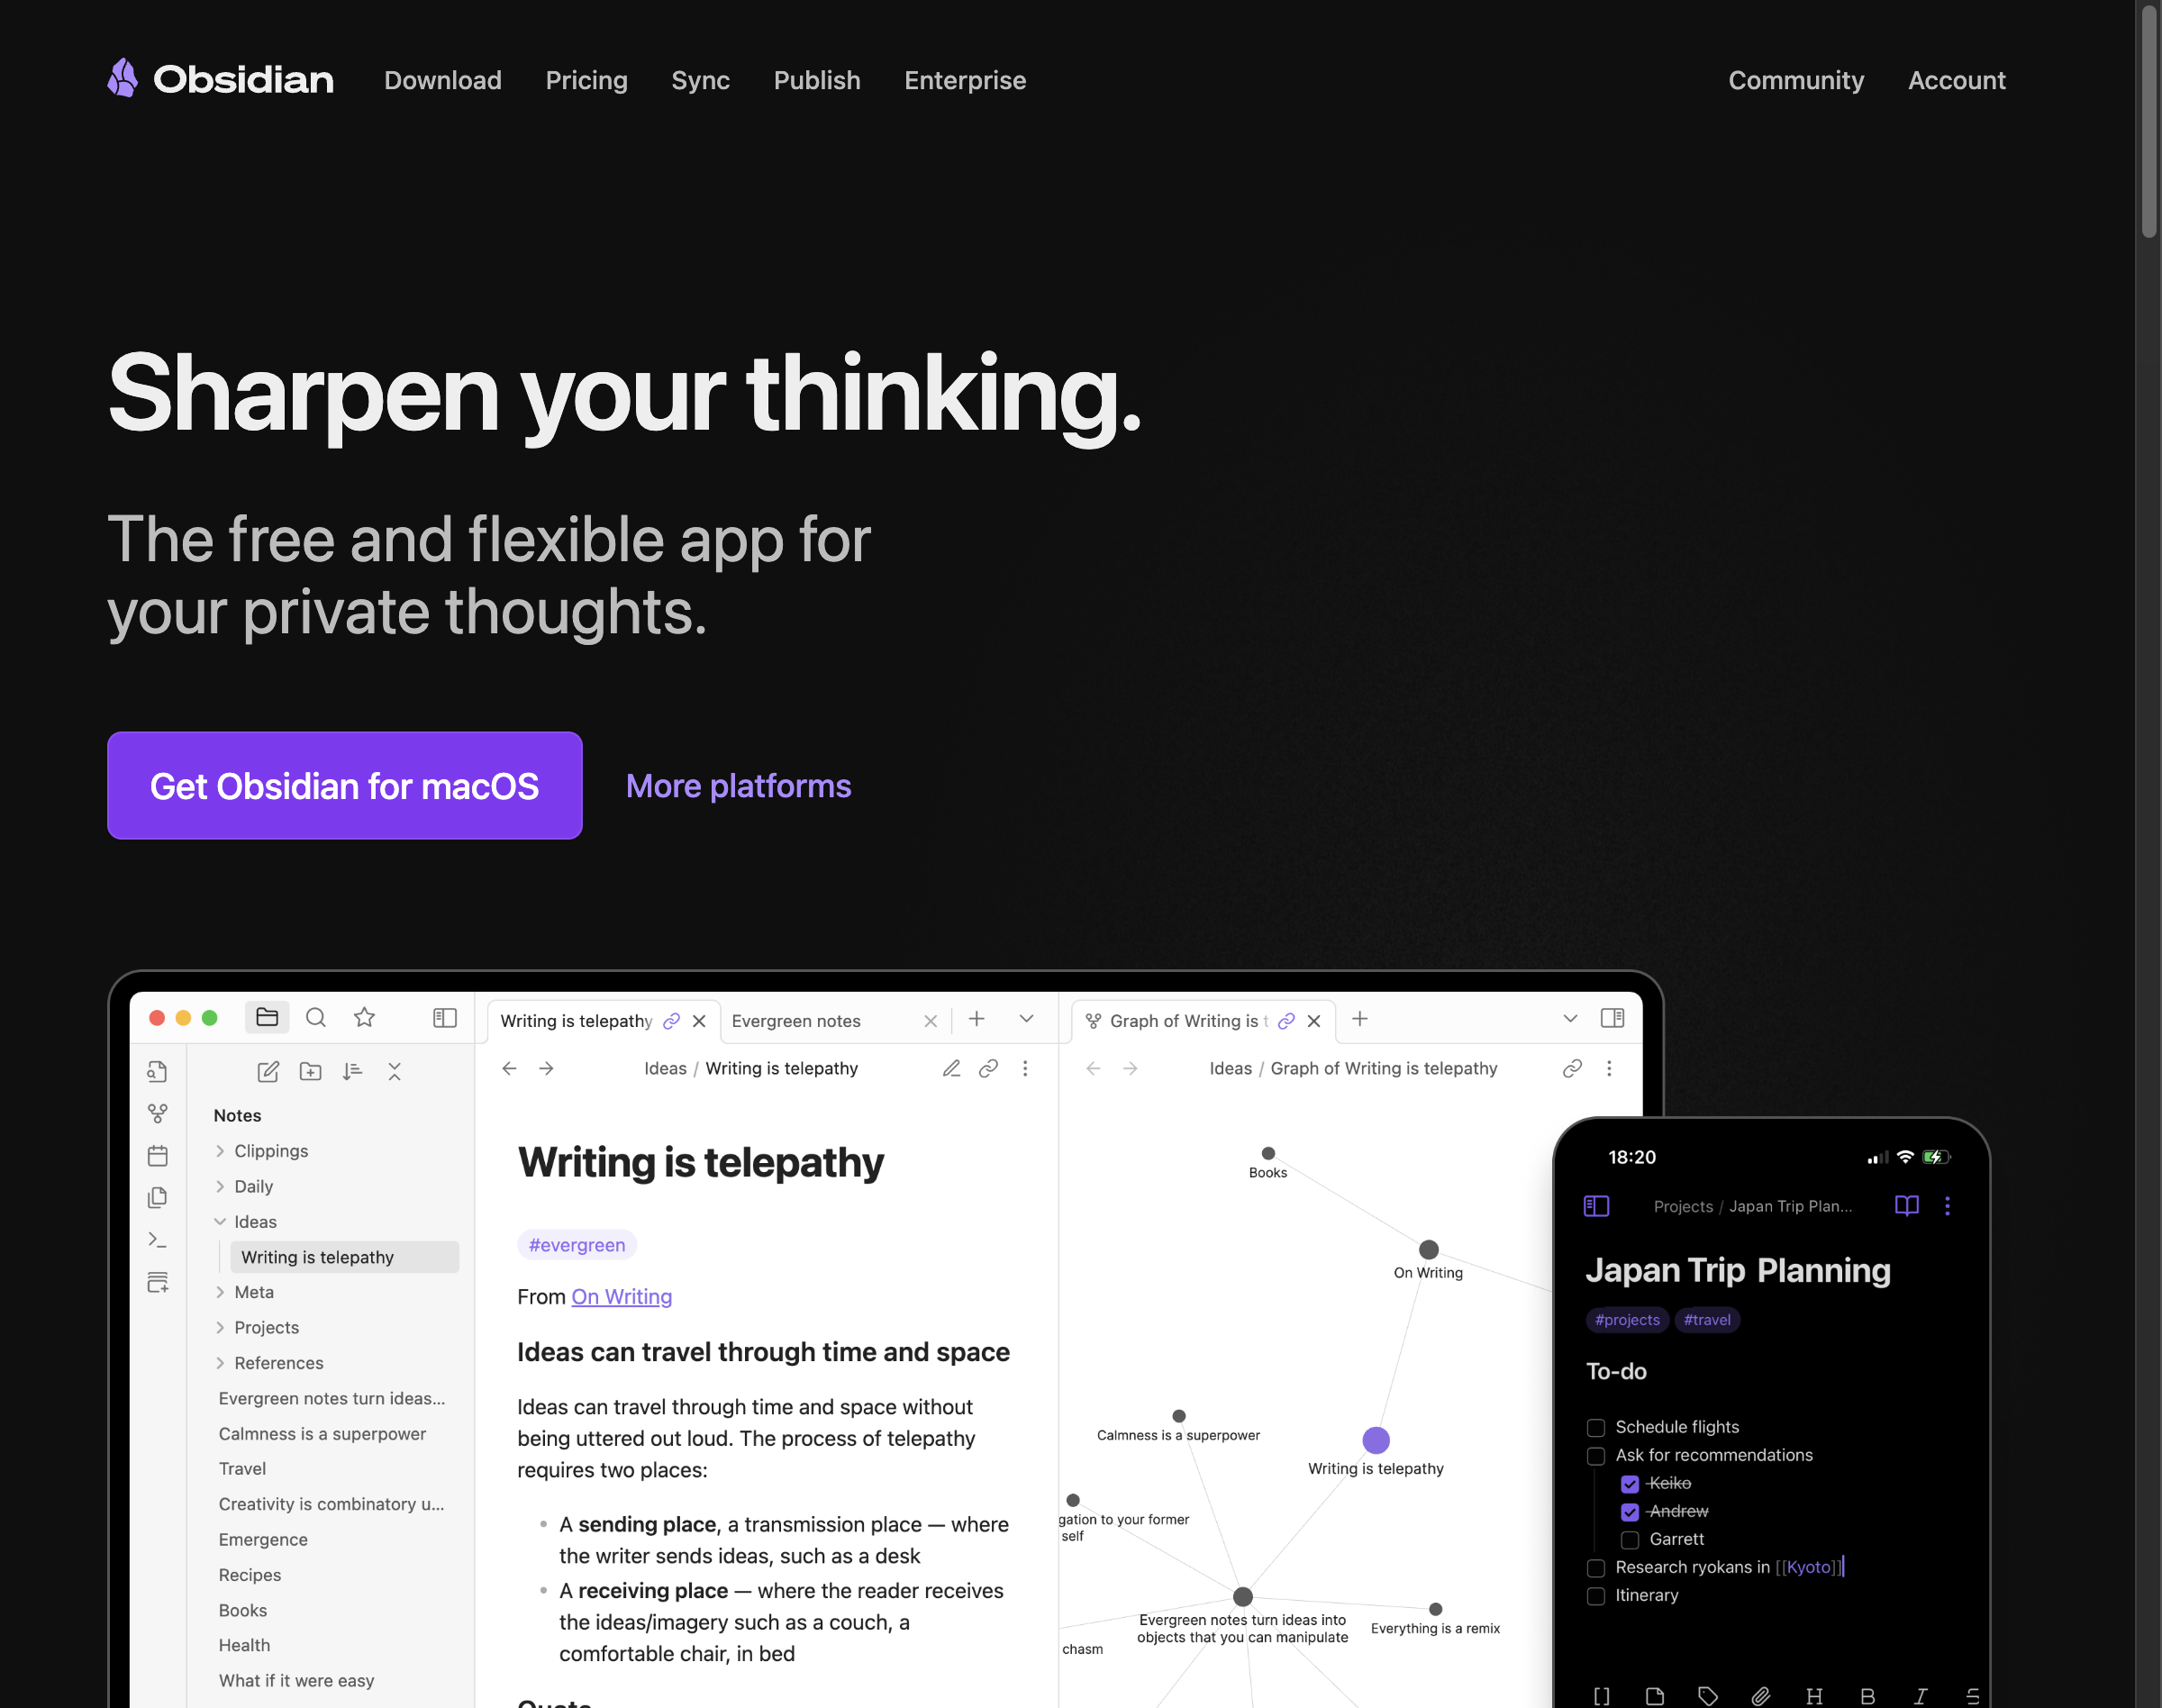 Obsidian
Download
Pricing
Sync
Publish
Enterprise
Community
Account
Sharpen your thinking.
The free and flexible app for
your private thoughts.
Get Obsidian for macOS
More platforms
Writing is telepathy
Evergreen notes
Graph of Writing is t
Notes
Clippings
Daily
Ideas
Writing is telepathy
Meta
Projects
References
Evergreen notes turn ideas...
Calmness is a superpower
Travel
Creativity is combinatory u...
Emergence
Recipes
Books
Health
What if it were easy
Ideas / Writing is telepathy
Writing is telepathy
#evergreen
From On Writing
Ideas can travel through time and space
Ideas can travel through time and space without
being uttered out loud. The process of telepathy
requires two places:
• A sending place, a transmission place — where
the writer sends ideas, such as a desk
• A receiving place — where the reader receives
the ideas/imagery such as a couch, a
comfortable chair, in bed
Quote
Ideas / Graph of Writing is telepathy
Books
On Writing
Calmness is a superpower
Writing is telepathy
gation to your former
self
Evergreen notes turn ideas into
objects that you can manipulate
Everything is a remix
chasm
18:20
Projects / Japan Trip Plan...
Japan Trip Planning
#projects #travel
To-do
Schedule flights
Ask for recommendations
Keiko
Andrew
Garrett
Research ryokans in [[Kyoto]]
Itinerary